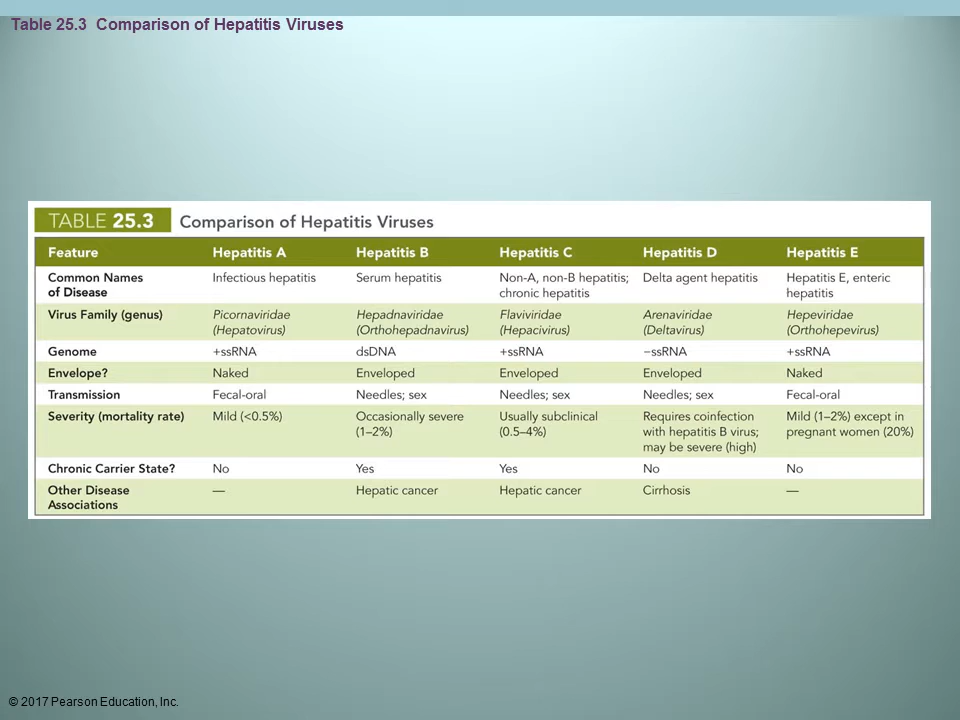 Table 25.3 Comparison of Hepatitis Viruses
TABLE 25.3 Comparison of Hepatitis Viruses
Feature Hepatitis A Hepatitis B Hepatitis C Hepatitis D Hepatitis E
Common Names Infectious hepatitis Serum hepatitis Non-A, non-B hepatitis; Delta agent hepatitis Hepatitis E, enteric
of Disease chronic hepatitis hepatitis
Virus Family (genus) Picornaviridae Hepadnaviridae Flaviviridae Arenaviridae Hepeviridae
(Hepatovirus) (Orthohepadnavirus) (Hepacivirus) (Deltavirus) (Orthohepevirus)
Genome +ssRNA dsDNA +ssRNA −ssRNA +ssRNA
Envelope? Naked Enveloped Enveloped Enveloped Naked
Transmission Fecal-oral Needles; sex Needles; sex Needles; sex Fecal-oral
Severity (mortality rate) Mild (<0.5%) Occasionally severe Usually subclinical Requires coinfection Mild (1–2%) except in
(1–2%) (0.5–4%) with hepatitis B virus; pregnant women (20%)
may be severe (high)
Chronic Carrier State? No Yes Yes No No
Other Disease — Hepatic cancer Hepatic cancer Cirrhosis —
Associations
© 2017 Pearson Education, Inc.